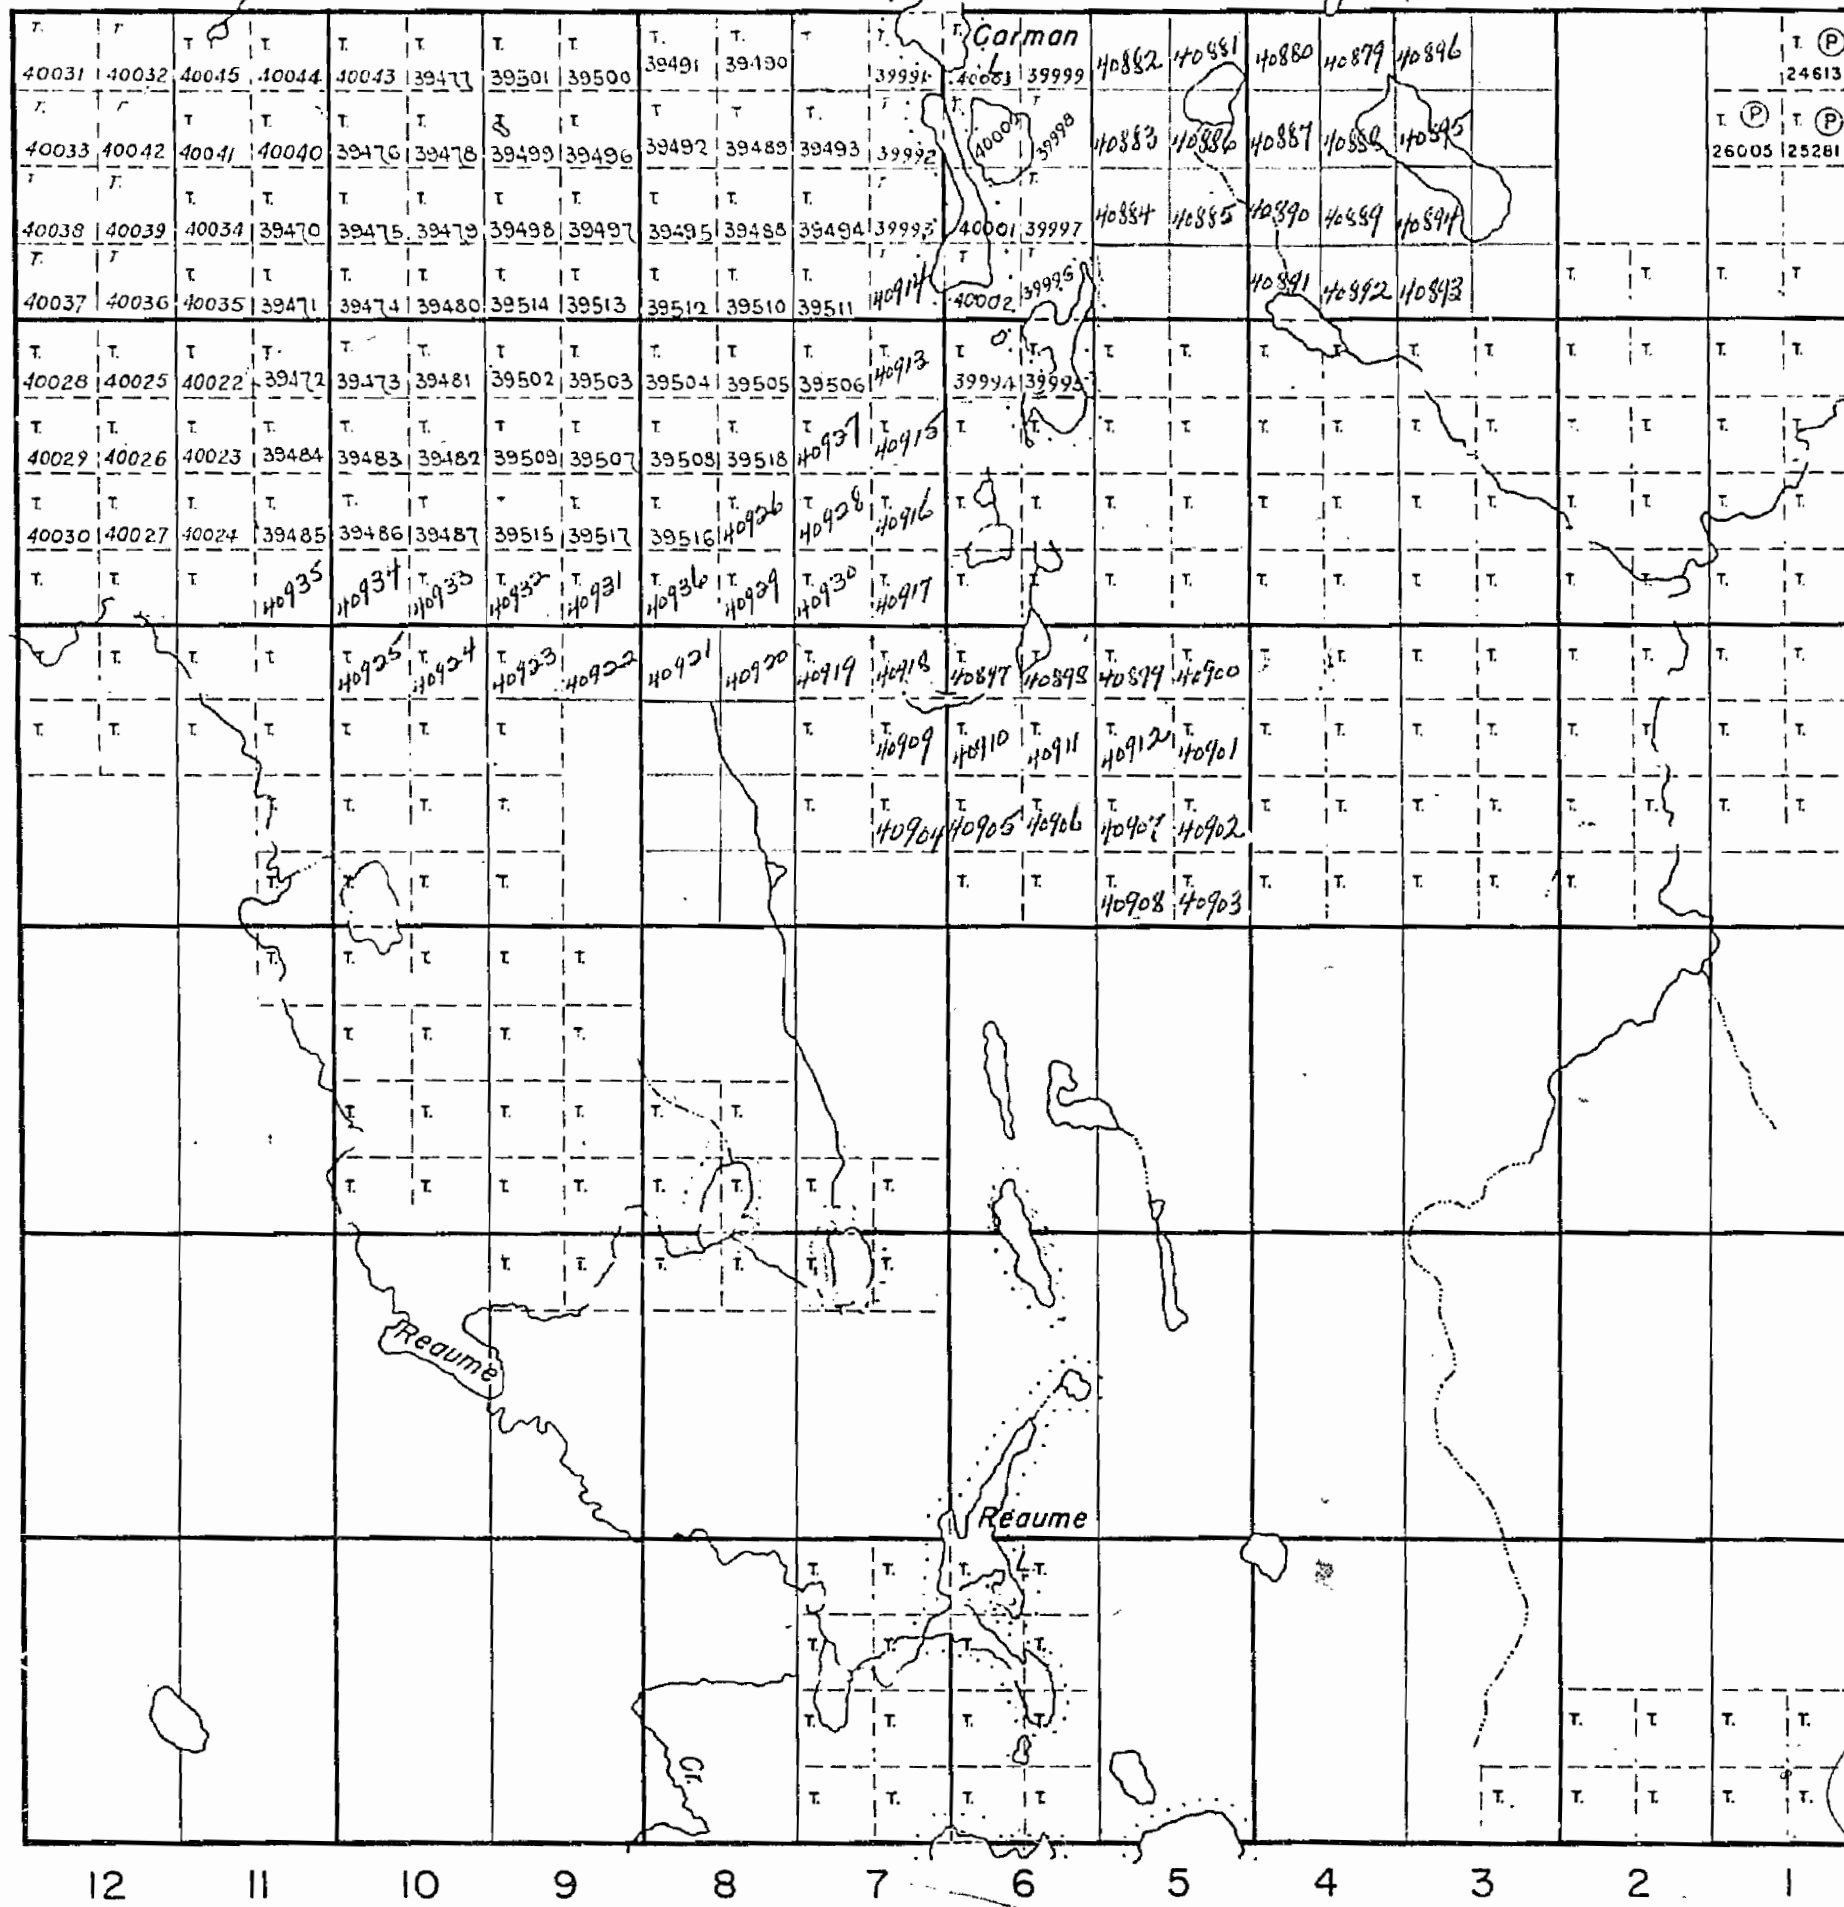 T. T T T T. T. T. T. T. T. T. T. T. T. Carman T. Ⓟ
40031 40032 40045 40044 40043 39477 39501 39500 39491 39490 39991 40003 L 39999 40882 40881 40880 40879 40896 24613
T. T T T. T. T. T. T. T T. T. T. T. T T. Ⓟ T. Ⓟ
40033 40042 40041 40040 39476 39478 39499 39496 39492 39489 39493 39992 39998 40883 40886 40887 40888 40895 26005 25281
T T. T. T. T. T. T T. T. T. T. T T.
40038 40039 40034 39470 39475 39479 39498 39497 39495 39488 39494 39993 40001 39997 40884 40885 40890 40889 40894
T. T T. T. T. T. T T. T. T. T. T T T T. T. T. T
40037 40036 40035 39471 39474 39480 39514 39513 39512 39510 39511 40914 40002 40891 40892 40893
T. T. T. T. T. T. T. T. T. T T. T. T T. T. T. T. T. T. T. T. T. T. T.
40028 40025 40022 39472 39473 39481 39502 39503 39504 39505 39506 40913 39994 39995
T. T. T. T. T. T. T. T T. T T T. T. T. T. T. T. T. T. T. T. T. T. T.
40029 40026 40023 39484 39483 39482 39509 39507 39508 39518 40937 40915
T. T. T. T. T. T. T. T. T. T. T. T. T. T. T. T. T. T. T. T. T. T. T. T.
40030 40027 40024 39485 39486 39487 39515 39517 39516 40926 40928 40916
T. T. T. T. T. T. T. T. T. T. T. T. T. T. T. T. T. T. T. T. T.
40935 40934 40933 40932 40931 40936 40929 40930 40917
T. T. T. T T. T. T. T. T. T. T. T. T. T. T. T. T. T. T. T. T. T.
40925 40924 40923 40922 40921 40920 40919 40918 40897 40898 40899 40900
T. T. T. T. T. T. T. T. T. T. T. T. T. T. T. T. T. T. T. T. T. T.
40909 40910 40911 40912 40901
T. T. T. T. T. T. T. T. T. T. T. T. T. T. T. T. T. T.
40904 40905 40906 40907 40902
T. T. T. T. T. T. T. T. T. T. T. T. T.
40908 40903
T. T. T. T T.
T. T. T. T.
T. T. T. T. T. T.
T. T. T T. T. T. T. T.
T. T. T. T. T. T.
Reaume
Reaume
T. T. T. L T.
T. T. T. T.
T. T. T. T. T. T T. T.
Cr.
T. T. T. T. T. T. T. T. T.
12 11 10 9 8 7 6 5 4 3 2 1